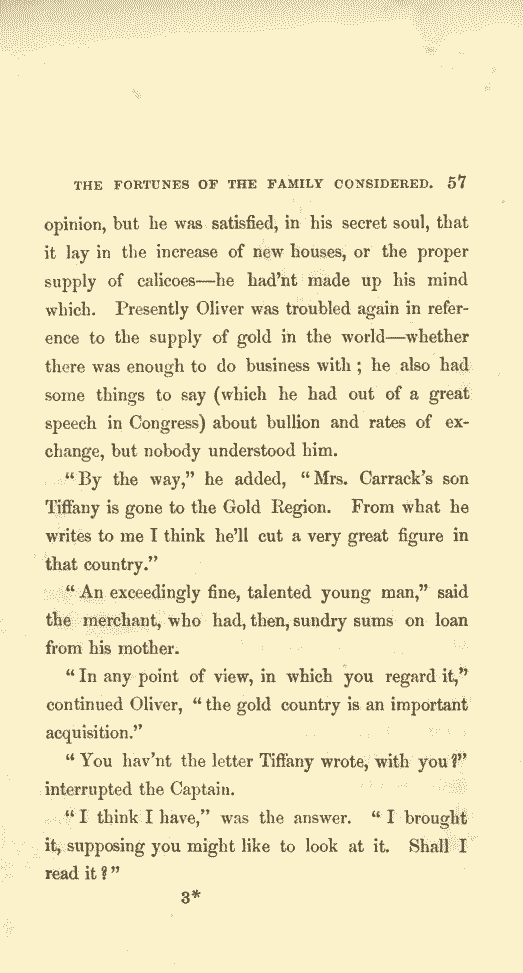 THE FORTUNES OF THE FAMILY CONSIDERED. 57
opinion, but he was satisfied, in his secret soul, that
it lay in the increase of new houses, or the proper
supply of calicoes—he had'nt made up his mind
which. Presently Oliver was troubled again in refer-
ence to the supply of gold in the world—whether
there was enough to do business with; he also had
some things to say (which he had out of a great
speech in Congress) about bullion and rates of ex-
change, but nobody understood him.
"By the way," he added, "Mrs. Carrack's son
Tiffany is gone to the Gold Region. From what he
writes to me I think he'll cut a very great figure in
that country."
"An exceedingly fine, talented young man," said
the merchant, who had, then, sundry sums on loan
from his mother.
"In any point of view, in which you regard it,"
continued Oliver, "the gold country is an important
acquisition."
"You hav'nt the letter Tiffany wrote, with you?"
interrupted the Captain.
"I think I have," was the answer. "I brought
it, supposing you might like to look at it. Shall I
read it?"
3*